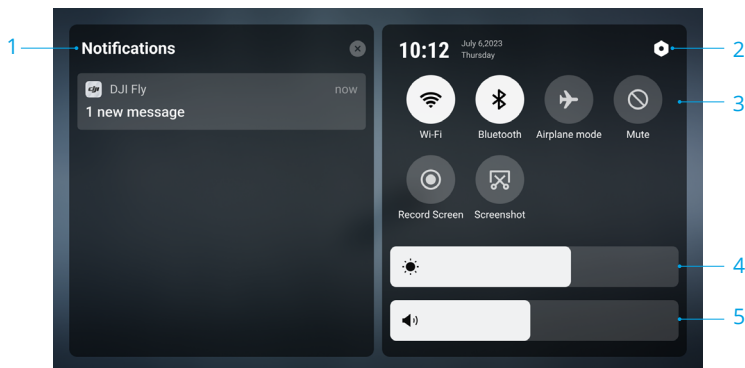 1
Notifications
DJI Fly
now
1 new message
10:12
July 6,2023
Thursday
2
3
Wi-Fi
Bluetooth
Airplane mode
Mute
Record Screen
Screenshot
4
5